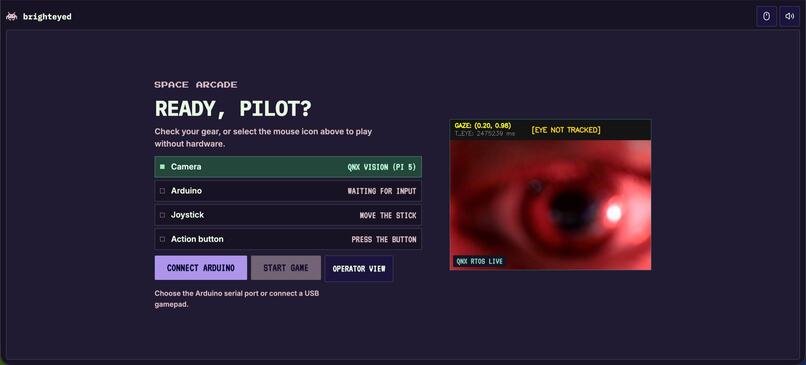 brighteyed
SPACE ARCADE
READY, PILOT?
Check your gear, or select the mouse icon above to play
without hardware.
Camera QNX VISION (PI 5)
Arduino WAITING FOR INPUT
Joystick MOVE THE STICK
Action button PRESS THE BUTTON
CONNECT ARDUINO START GAME OPERATOR VIEW
Choose the Arduino serial port or connect a USB
gamepad.
GAZE: (0.20, 0.98)
T_EYE: 2475239 ms
[EYE NOT TRACKED]
QNX RTOS LIVE